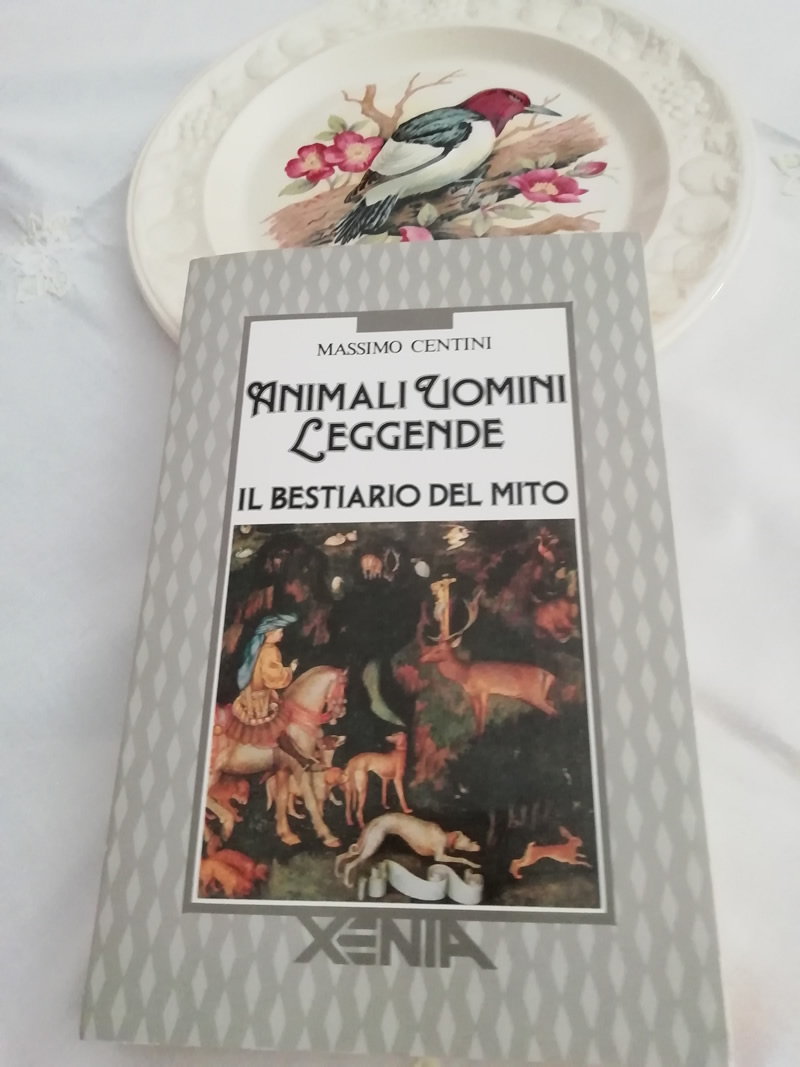 MASSIMO CENTINI
ANIMALI UOMINI
LEGGENDE
IL BESTIARIO DEL MITO
XENIA